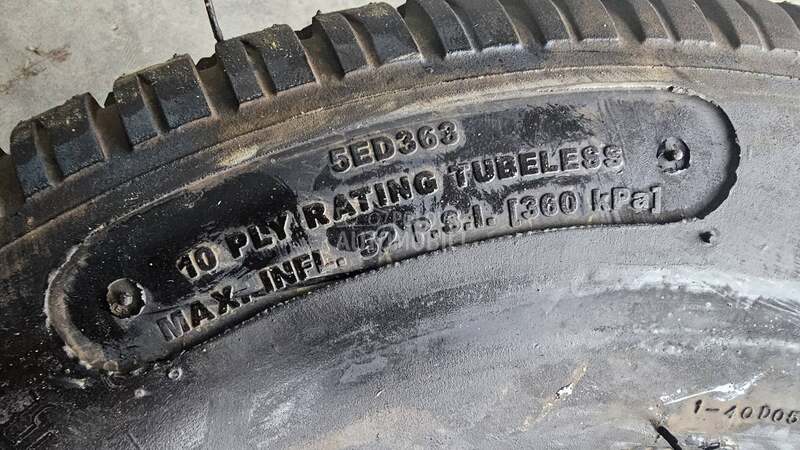 5ED363
10 PLY RATING TUBELESS
MAX. INFL. 52 P.S.I. [360 kPa]
1-40D05